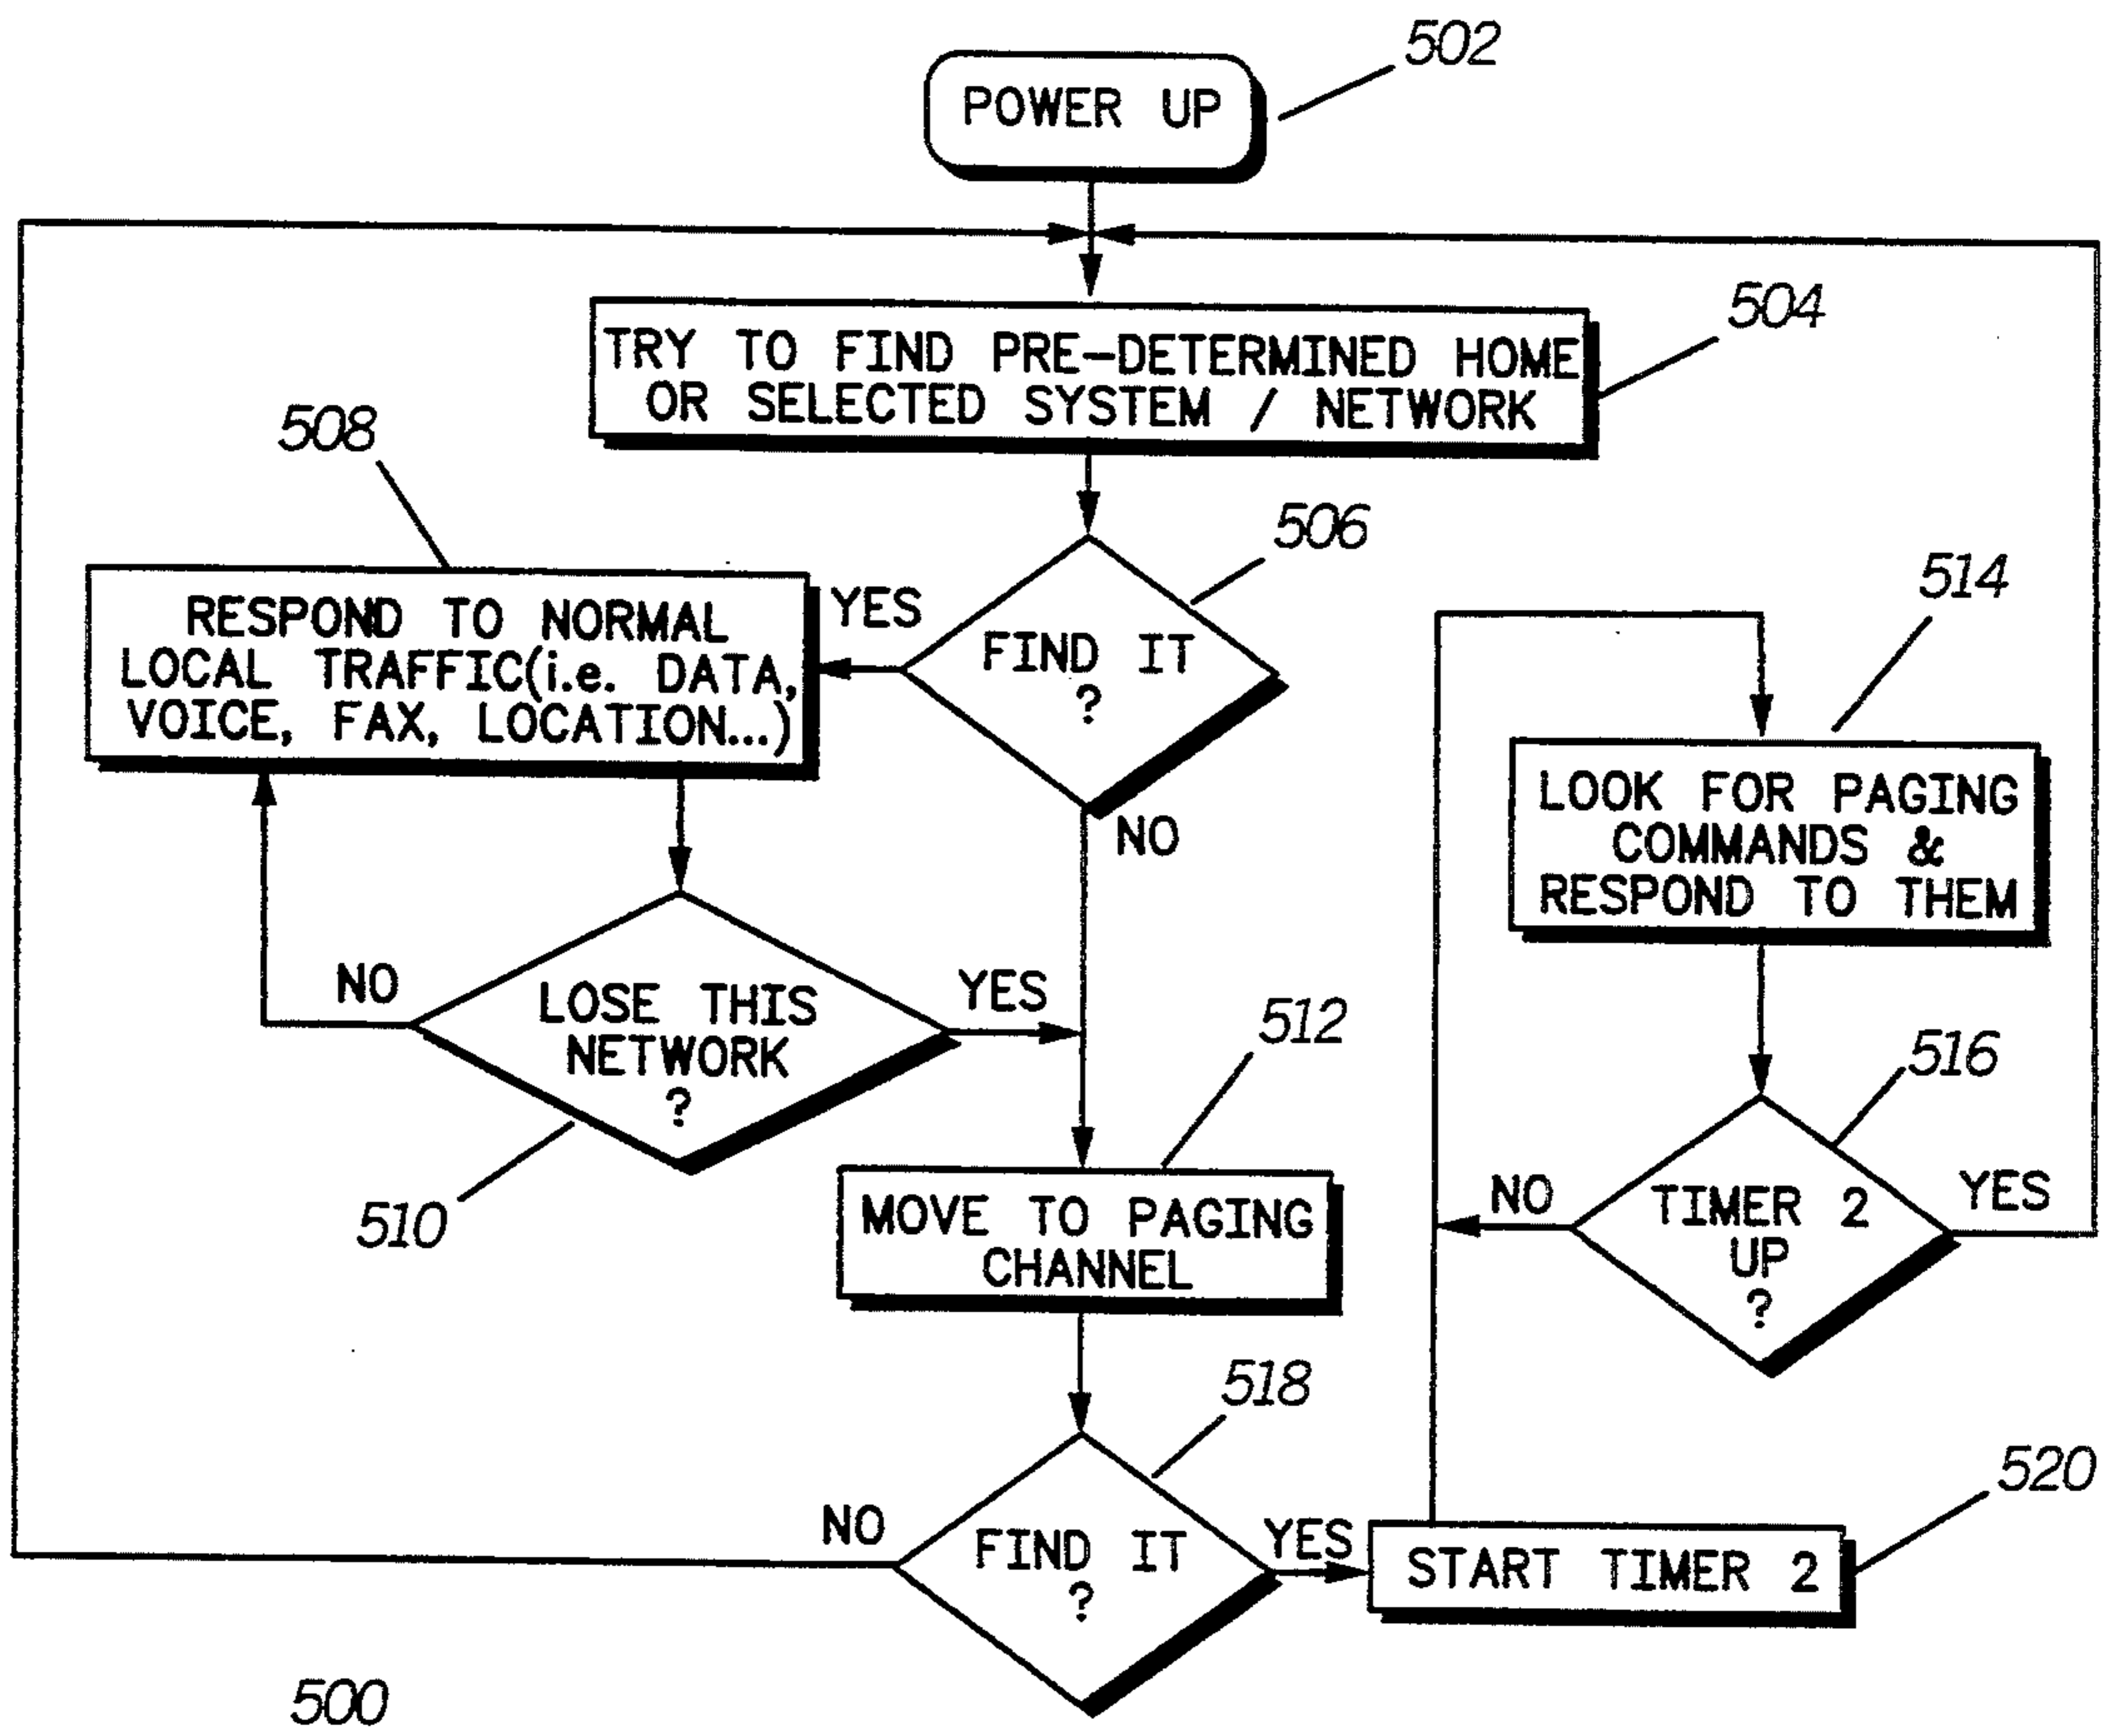 502
POWER UP
504
TRY TO FIND PRE-DETERMINED HOME
OR SELECTED SYSTEM / NETWORK
508
506
514
RESPOND TO NORMAL
LOCAL TRAFFIC(i.e. DATA,
VOICE, FAX, LOCATION...)
YES
FIND IT
?
NO
LOOK FOR PAGING
COMMANDS &
RESPOND TO THEM
NO
LOSE THIS
NETWORK
?
YES
510
512
516
MOVE TO PAGING
CHANNEL
NO
TIMER 2
UP
?
YES
518
520
NO
FIND IT
?
YES
START TIMER 2
500